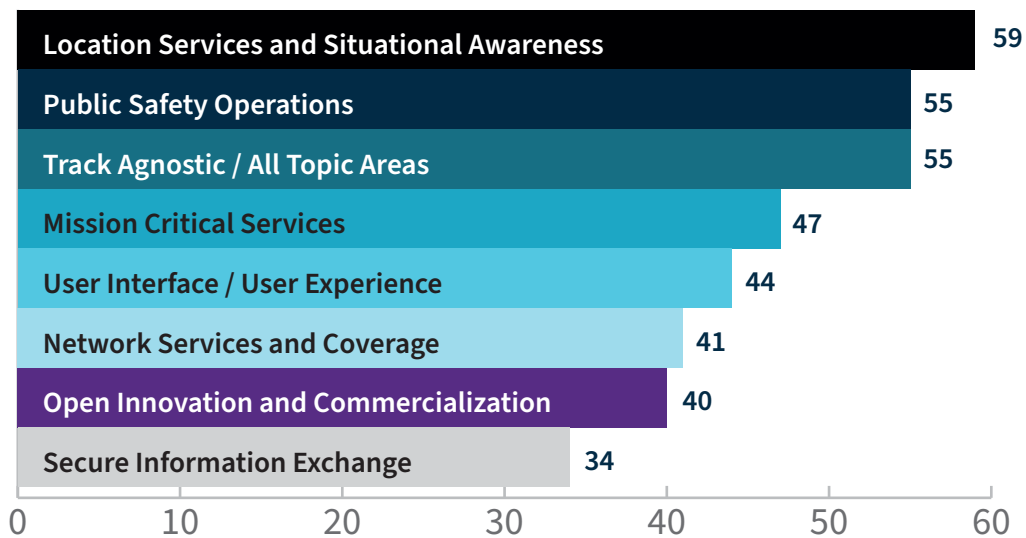 Location Services and Situational Awareness 59
Public Safety Operations 55
Track Agnostic / All Topic Areas 55
Mission Critical Services 47
User Interface / User Experience 44
Network Services and Coverage 41
Open Innovation and Commercialization 40
Secure Information Exchange 34
0 10 20 30 40 50 60